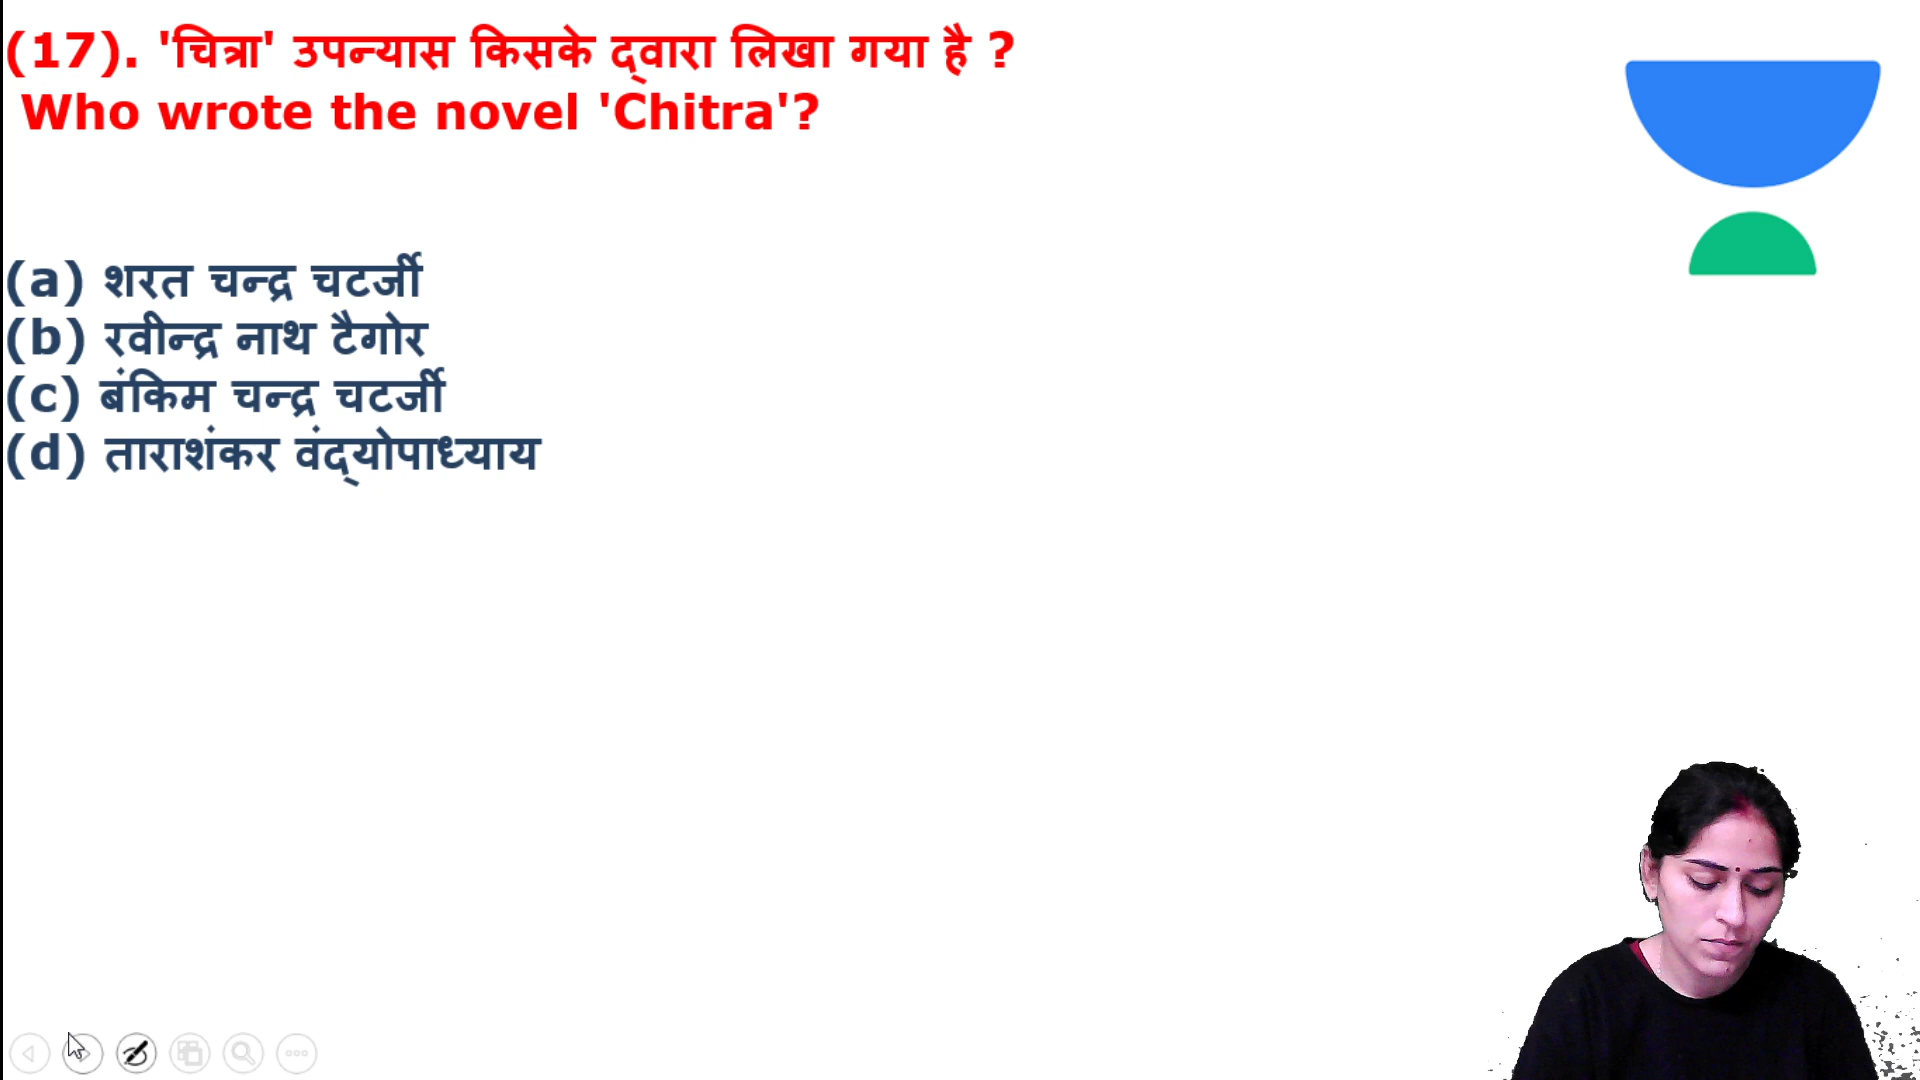 (17). 'चित्रा' उपन्यास किसके द्वारा लिखा गया है ?
Who wrote the novel 'Chitra'?
(a) शरत चन्द्र चटर्जी
(b) रवीन्द्र नाथ टैगोर
(c) बंकिम चन्द्र चटर्जी
(d) ताराशंकर वंद्योपाध्याय